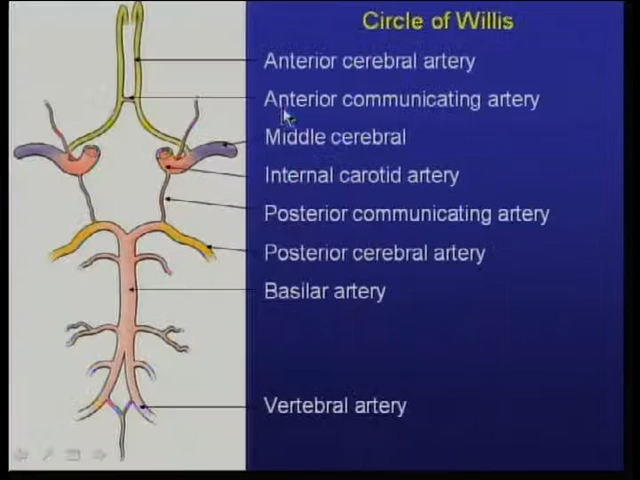 Circle of Willis
Anterior cerebral artery
Anterior communicating artery
Middle cerebral
Internal carotid artery
Posterior communicating artery
Posterior cerebral artery
Basilar artery
Vertebral artery